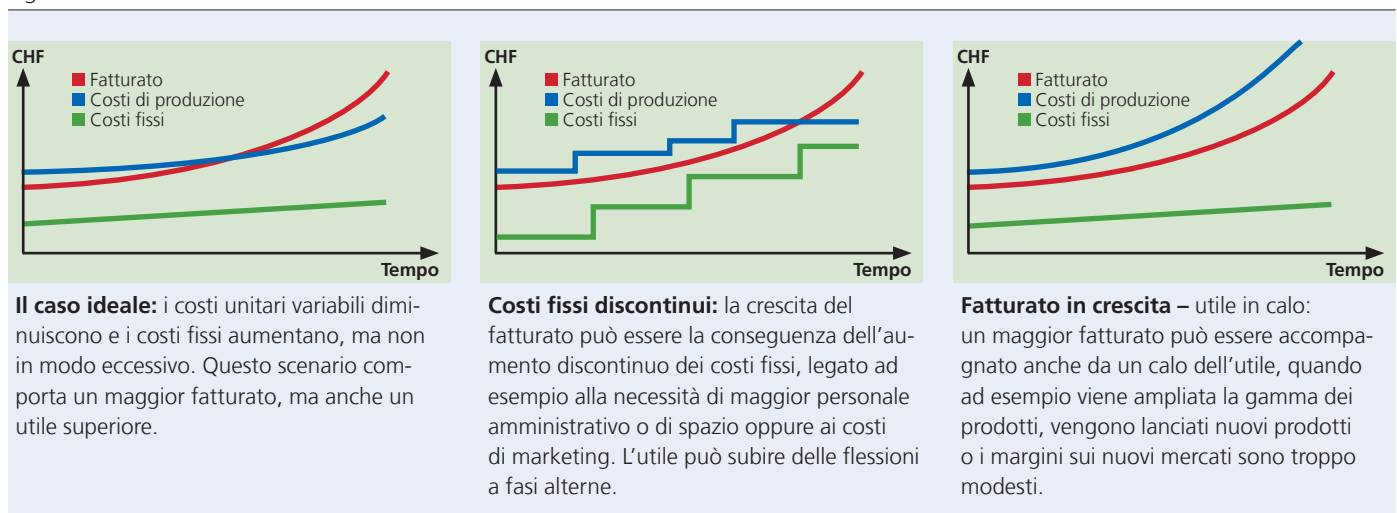 CHF
Fatturato
Costi di produzione
Costi fissi
Tempo
Il caso ideale: i costi unitari variabili dimi-
nuiscono e i costi fissi aumentano, ma non
in modo eccessivo. Questo scenario com-
porta un maggior fatturato, ma anche un
utile superiore.
CHF
Fatturato
Costi di produzione
Costi fissi
Tempo
Costi fissi discontinui: la crescita del
fatturato può essere la conseguenza dell’au-
mento discontinuo dei costi fissi, legato ad
esempio alla necessità di maggior personale
amministrativo o di spazio oppure ai costi
di marketing. L’utile può subire delle flessioni
a fasi alterne.
CHF
Fatturato
Costi di produzione
Costi fissi
Tempo
Fatturato in crescita – utile in calo:
un maggior fatturato può essere accompa-
gnato anche da un calo dell’utile, quando
ad esempio viene ampliata la gamma dei
prodotti, vengono lanciati nuovi prodotti
o i margini sui nuovi mercati sono troppo
modesti.